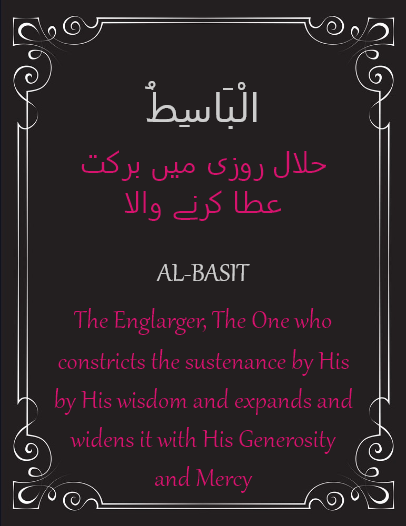 الْبَاسِطُ
حلال روزی میں برکت
عطا کرنے والا
AL-BASIT
The Englarger, The One who
constricts the sustenance by His
by His wisdom and expands and
widens it with His Generosity
and Mercy